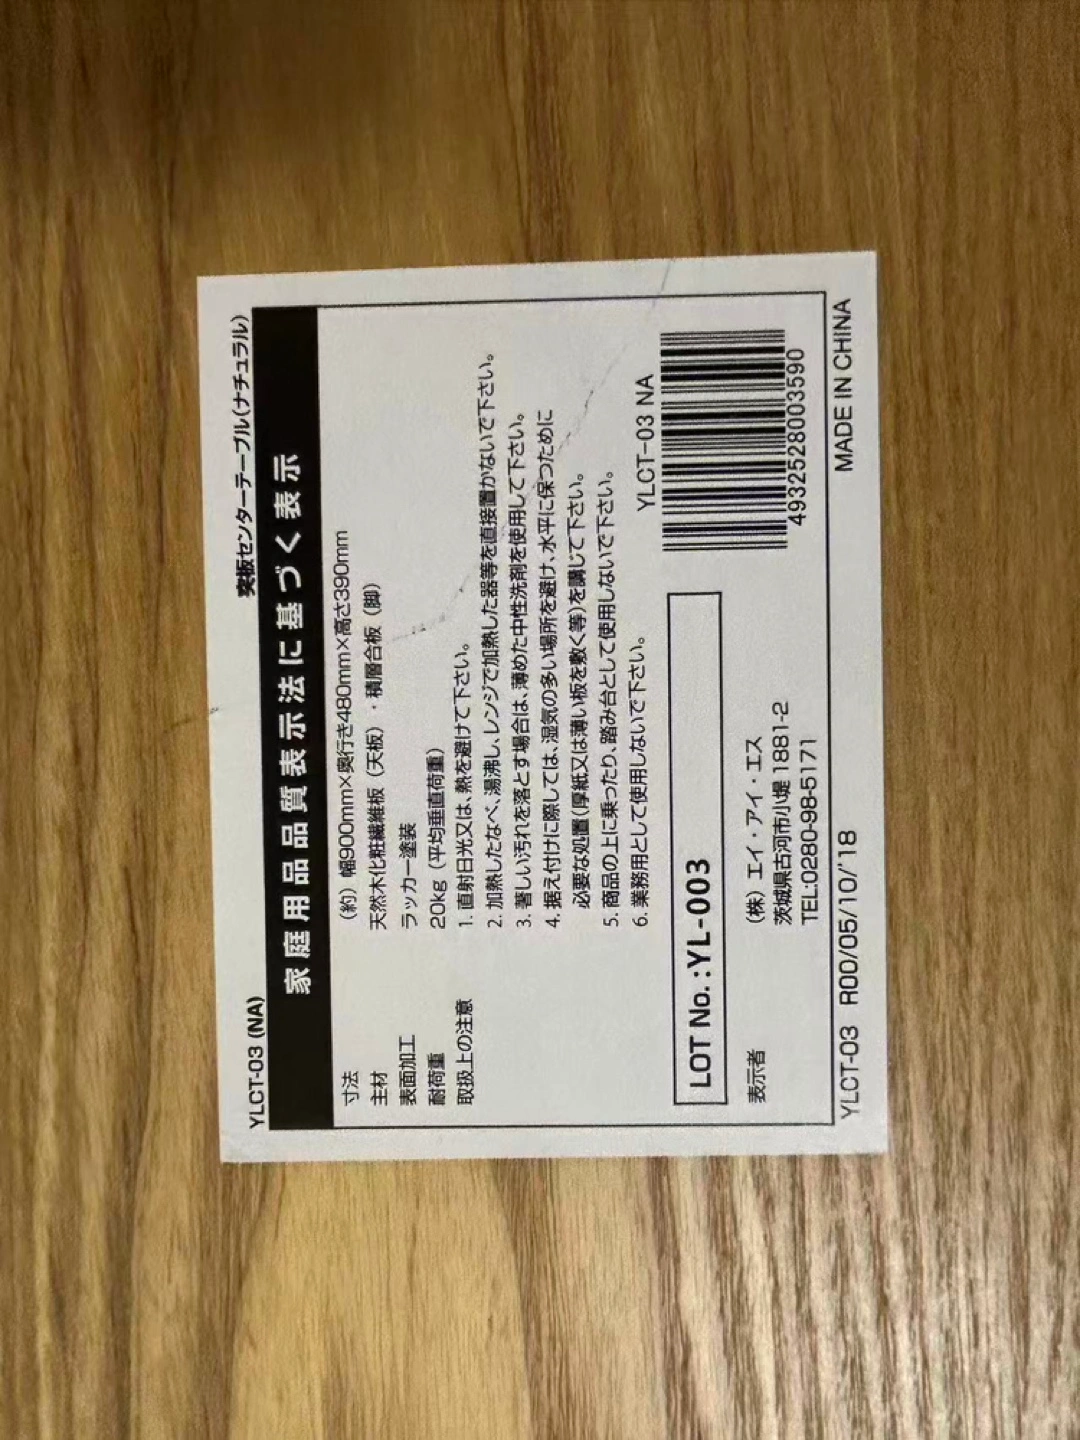 YLCT-03 (NA) 突板センターテーブル(ナチュラル)
家庭用品品質表示法に基づく表示
寸法 (約) 幅900mm×奥行き480mm×高さ390mm
主材 天然木化粧繊維板(天板)・積層合板(脚)
表面加工 ラッカー塗装
耐荷重 20kg(平均垂直荷重)
取扱上の注意 1. 直射日光又は、熱を避けて下さい。
2. 加熱したなべ、湯沸し、レンジで加熱した器等を直接置かないで下さい。
3. 著しい汚れを落とす場合は、薄めた中性洗剤を使用して下さい。
4. 据え付けに際しては、湿気の多い場所を避け、水平に保つために
必要な処置(厚紙又は薄い板を敷く等)を講じて下さい。
5. 商品の上に乗ったり、踏み台として使用しないで下さい。
6. 業務用として使用しないで下さい。
YLCT-03 NA
LOT No. :YL-003
4932528003590
表示者 (株)エイ・アイ・エス
茨城県古河市小堤1881-2
TEL:0280-98-5171
YLCT-03 R00/05/10/'18 MADE IN CHINA